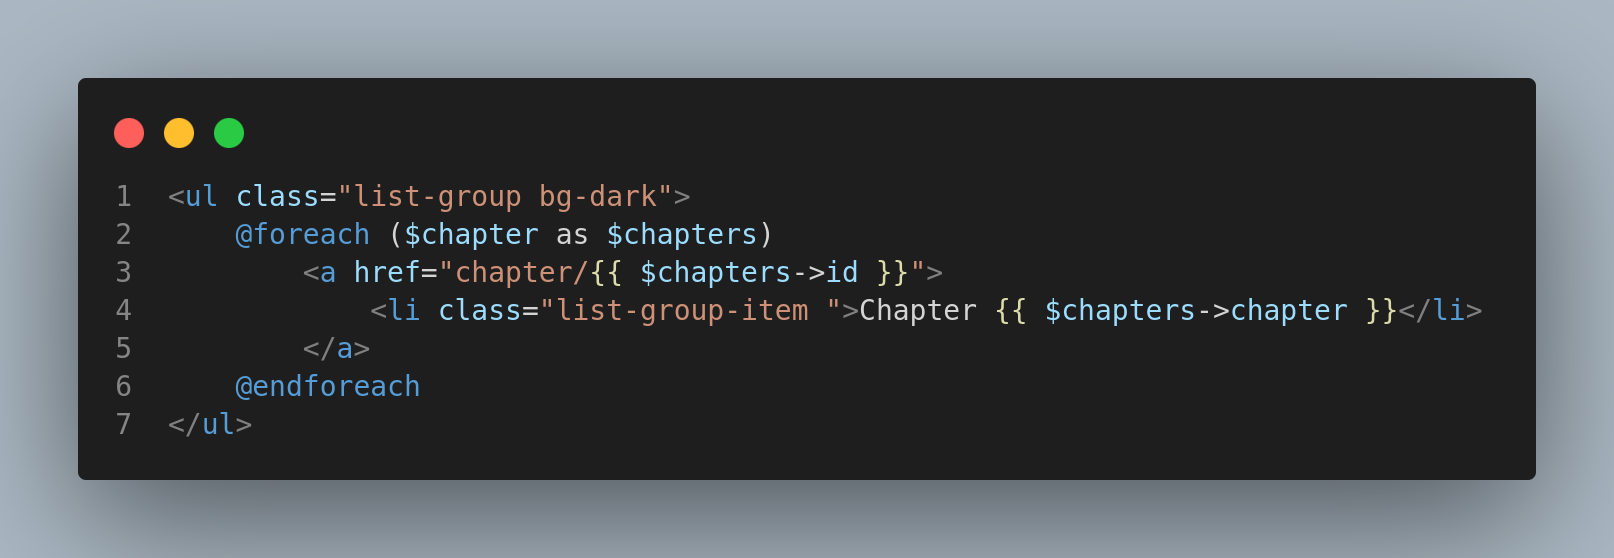 1 <ul class="list-group bg-dark">
2     @foreach ($chapter as $chapters)
3         <a href="chapter/{{ $chapters->id }}">
4             <li class="list-group-item ">Chapter {{ $chapters->chapter }}</li>
5         </a>
6     @endforeach
7 </ul>